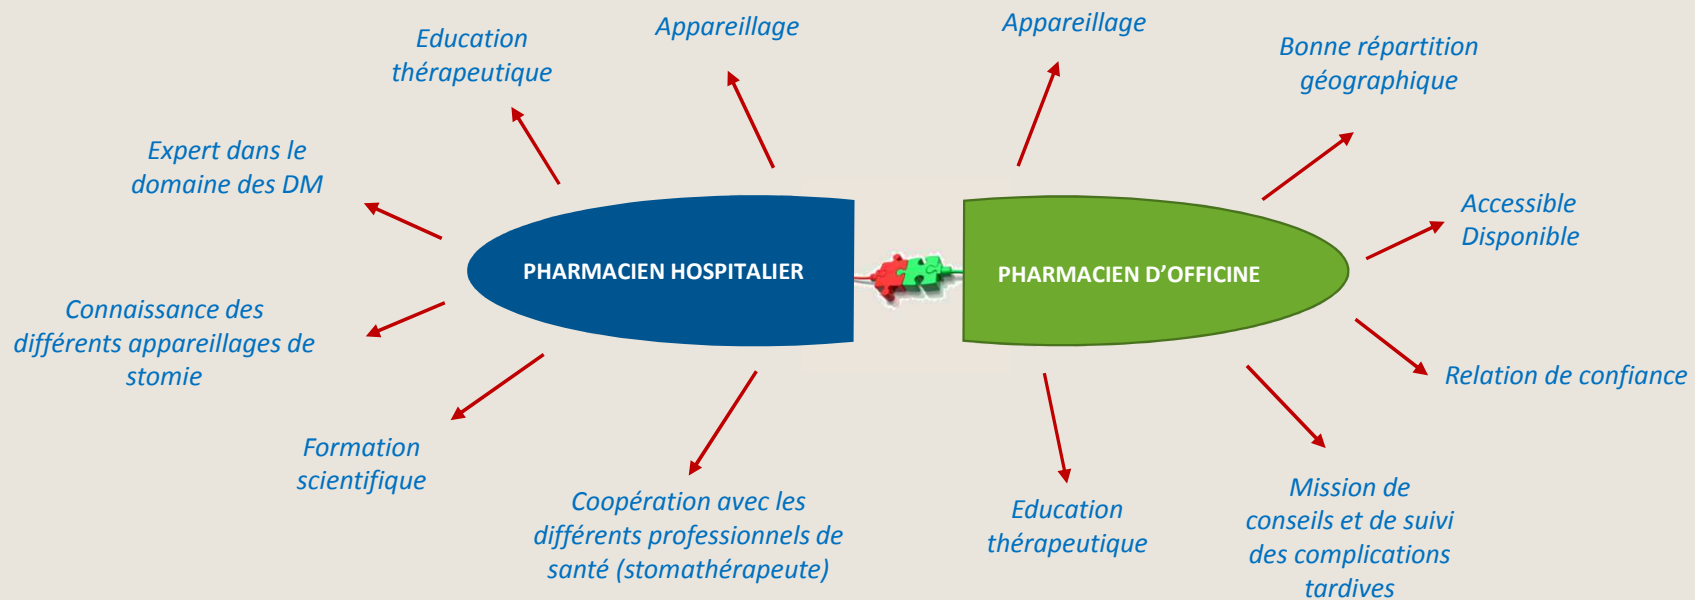 Education
thérapeutique
Appareillage
Appareillage
Bonne répartition
géographique
Expert dans le
domaine des DM
Accessible
Disponible
PHARMACIEN HOSPITALIER
PHARMACIEN D'OFFICINE
Connaissance des
différents appareillages de
stomie
Relation de confiance
Formation
scientifique
Coopération avec les
différents professionnels de
santé (stomathérapeute)
Education
thérapeutique
Mission de
conseils et de suivi
des complications
tardives